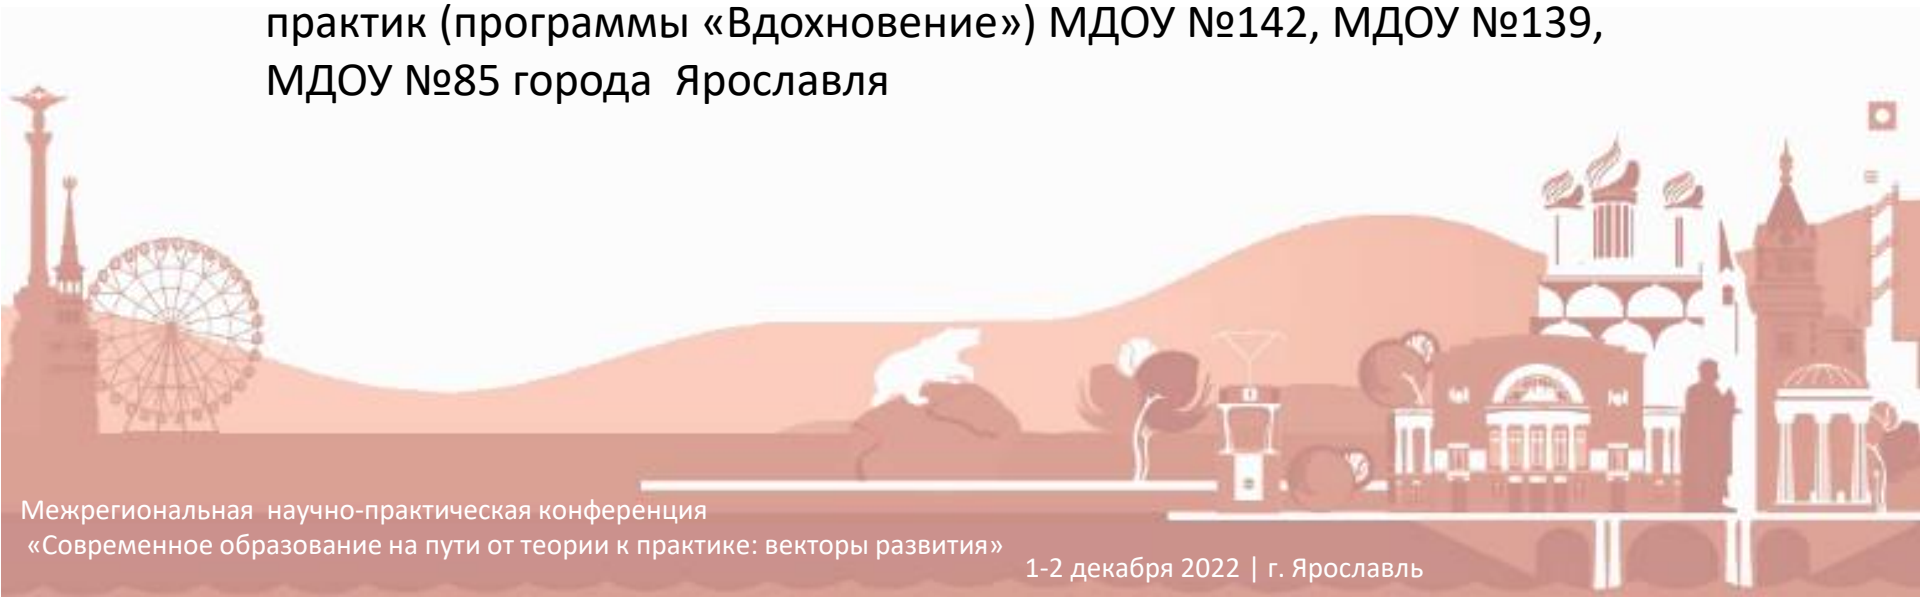 практик (программы «Вдохновение») МДОУ №142, МДОУ №139,
МДОУ №85 города  Ярославля
Межрегиональная  научно-практическая конференция
«Современное образование на пути от теории к практике: векторы развития»
1-2 декабря 2022 | г. Ярославль